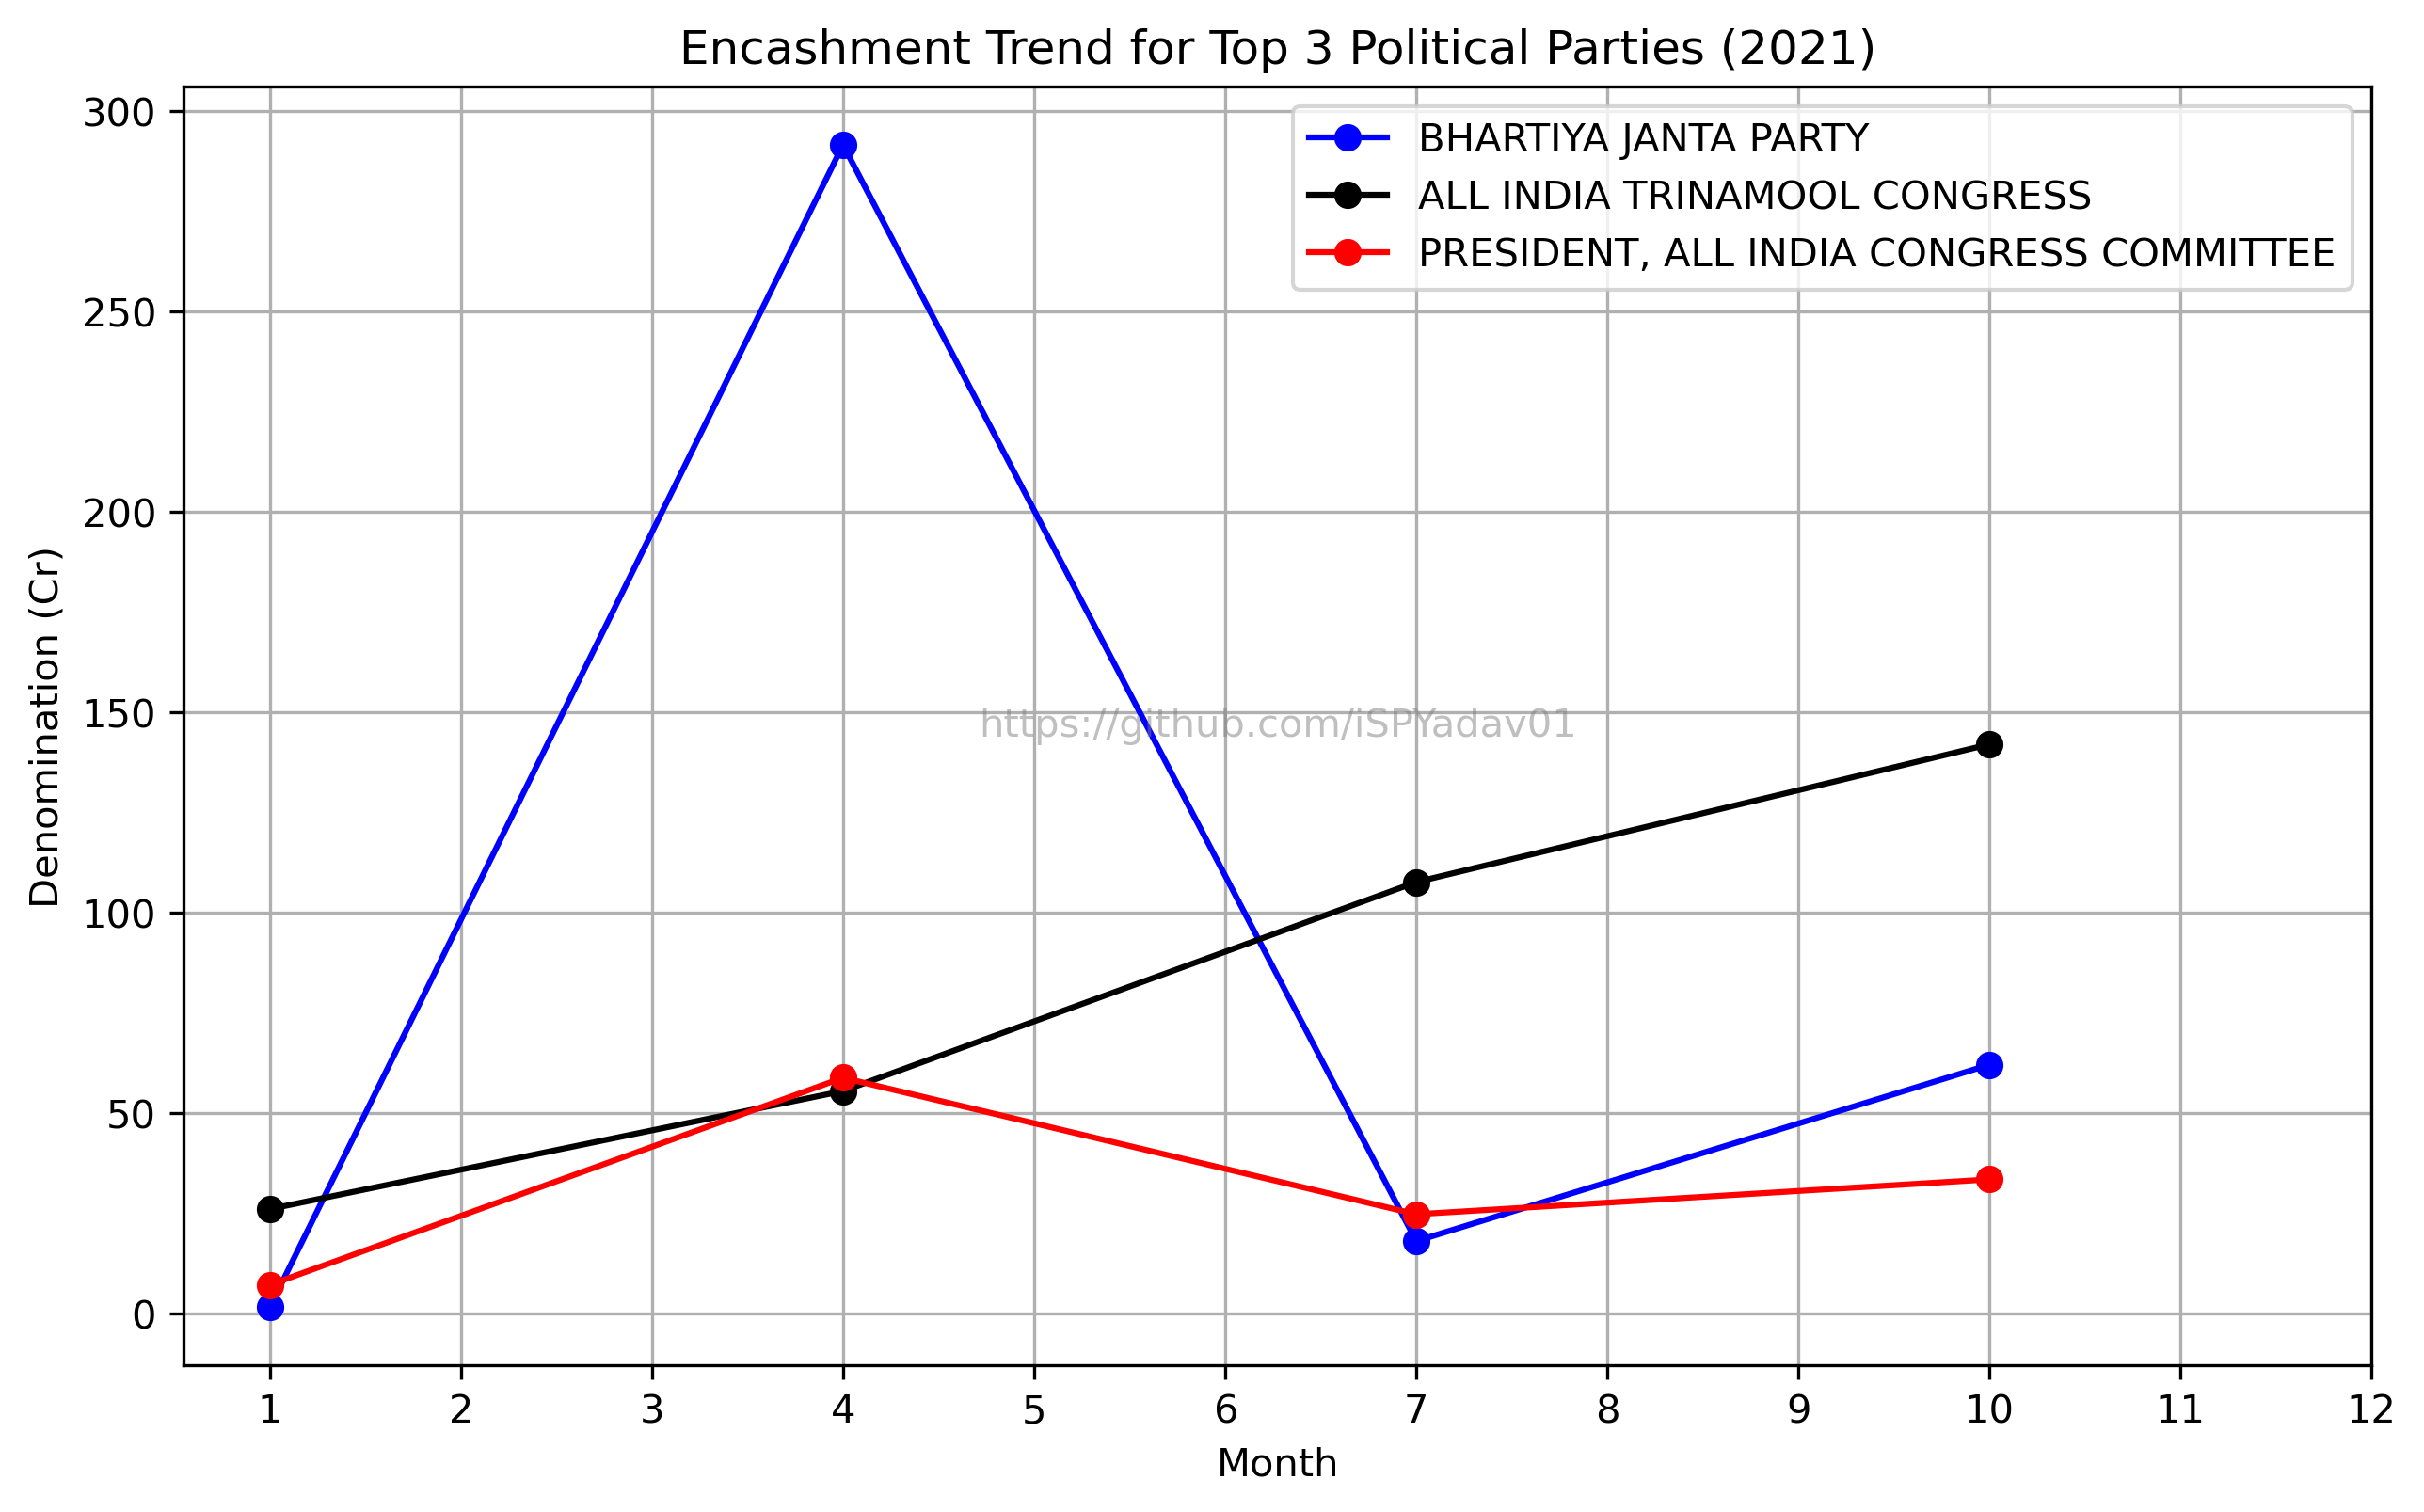 Encashment Trend for Top 3 Political Parties (2021)
BHARTIYA JANTA PARTY
ALL INDIA TRINAMOOL CONGRESS
PRESIDENT, ALL INDIA CONGRESS COMMITTEE
300
250
200
150
100
50
0
Denomination (Cr)
https://github.com/iSPYadav01
1 2 3 4 5 6 7 8 9 10 11 12
Month